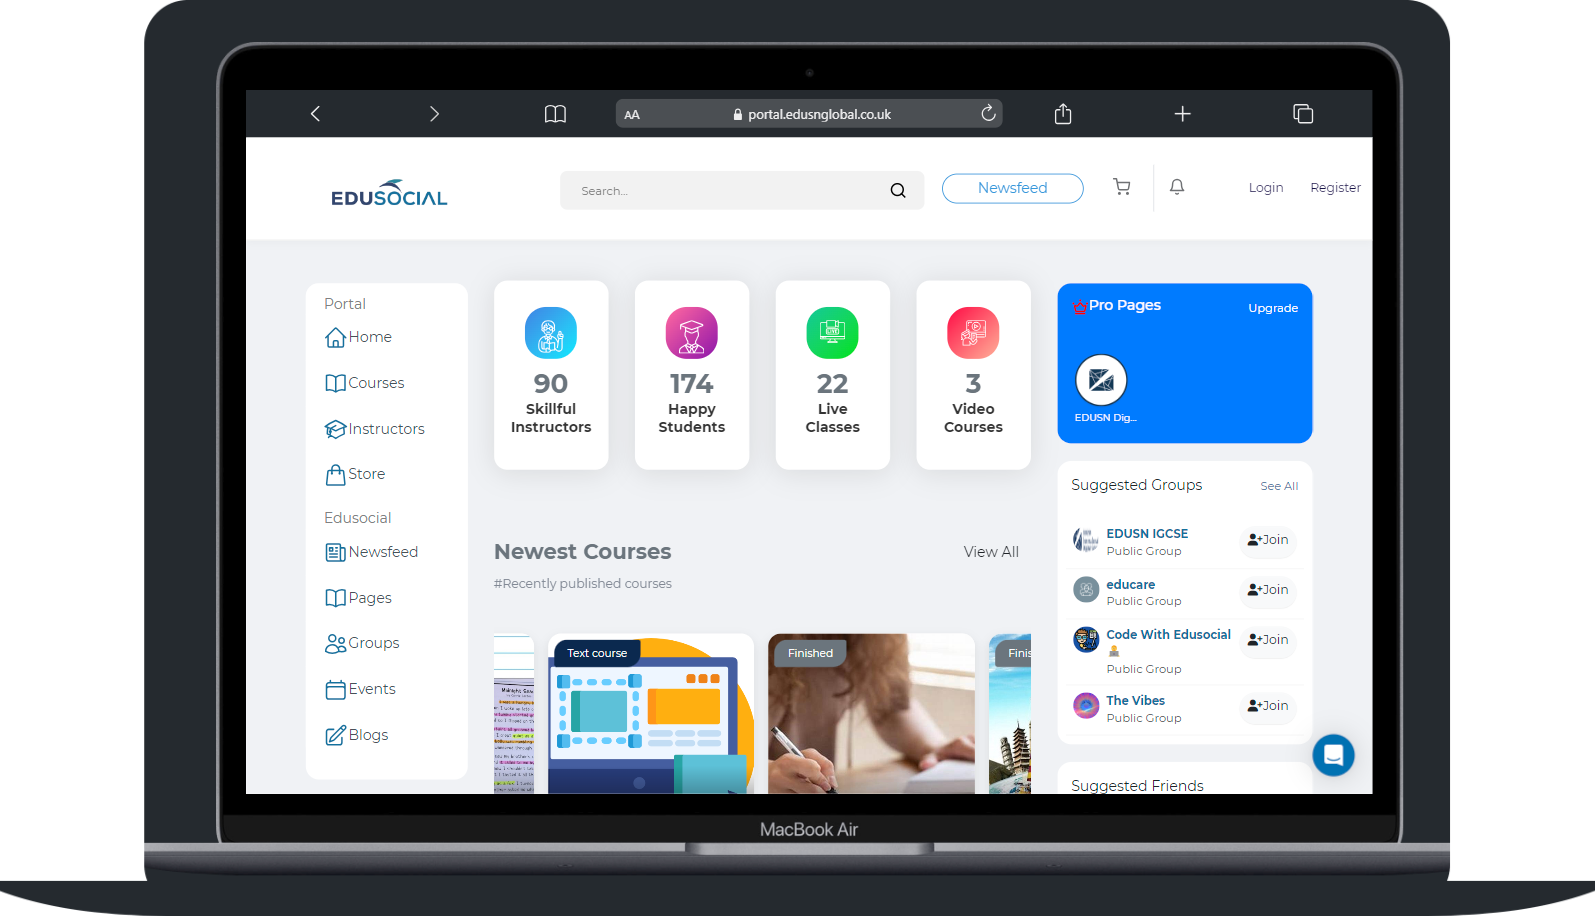 AA
portal.edusnglobal.co.uk
EDUSOCIAL
Search...
Newsfeed
Login
Register
Portal
Home
Courses
Instructors
Store
Edusocial
Newsfeed
Pages
Groups
Events
Blogs
90
Skillful
Instructors
174
Happy
Students
22
Live
Classes
3
Video
Courses
Newest Courses
View All
#Recently published courses
Text course
Finished
Finis
Pro Pages
Upgrade
EDUSN Dig...
Suggested Groups
See All
EDUSN IGCSE
Public Group
Join
educare
Public Group
Join
Code With Edusocial
Public Group
Join
The Vibes
Public Group
Join
Suggested Friends
MacBook Air